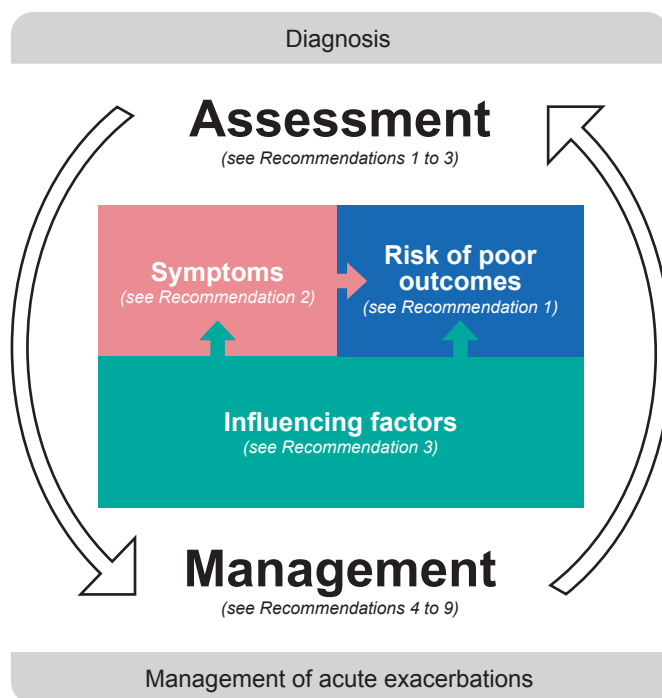 Diagnosis
Assessment
(see Recommendations 1 to 3)
Symptoms
(see Recommendation 2)
Risk of poor
outcomes
(see Recommendation 1)
Influencing factors
(see Recommendation 3)
Management
(see Recommendations 4 to 9)
Management of acute exacerbations